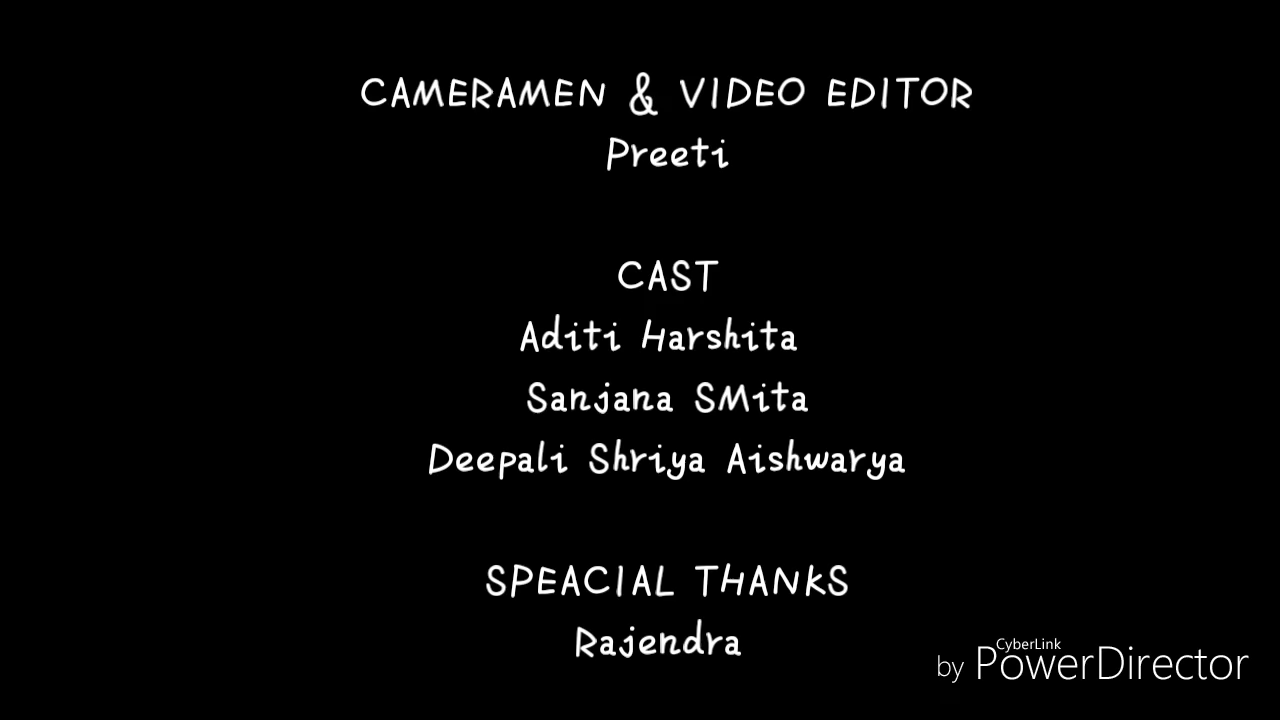 CAMERAMEN & VIDEO EDITOR
Preeti
CAST
Aditi Harshita
Sanjana SMita
Deepali Shriya Aishwarya
SPEACIAL THANKS
Rajendra
CyberLink
by PowerDirector